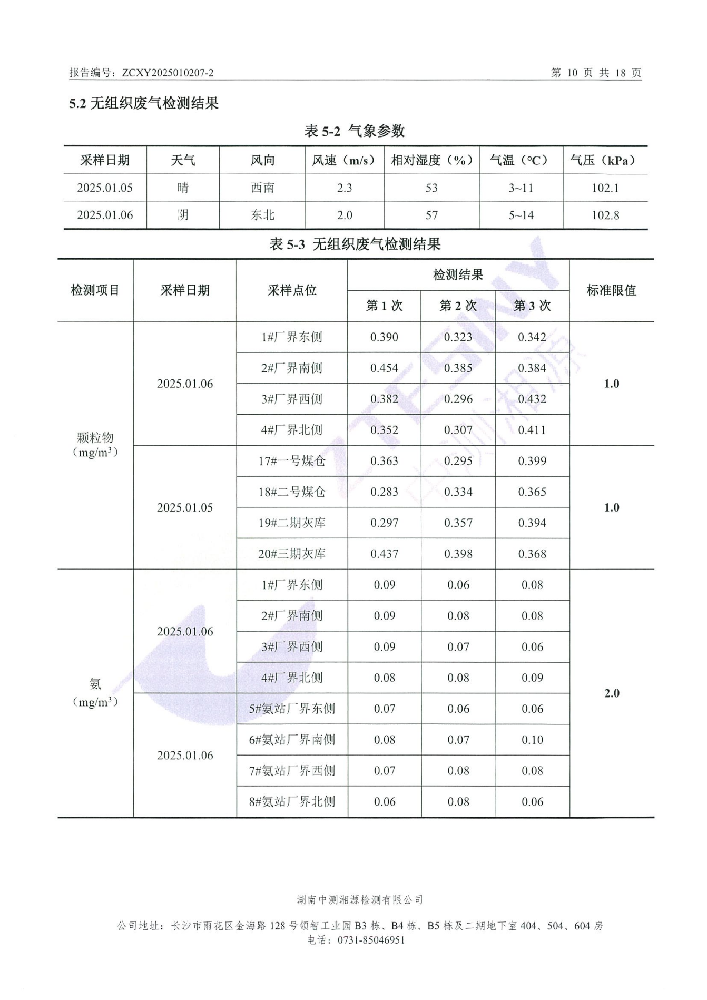 报告编号：ZCXY2025010207-2 第 10 页 共 18 页
5.2 无组织废气检测结果
表 5-2 气象参数
采样日期 天气 风向 风速（m/s） 相对湿度（%） 气温（℃） 气压（kPa）
2025.01.05 晴 西南 2.3 53 3~11 102.1
2025.01.06 阴 东北 2.0 57 5~14 102.8
表 5-3 无组织废气检测结果
检测项目 采样日期 采样点位 检测结果 标准限值
第 1 次 第 2 次 第 3 次
颗粒物
（mg/m³）
2025.01.06
1#厂界东侧 0.390 0.323 0.342
2#厂界南侧 0.454 0.385 0.384
3#厂界西侧 0.382 0.296 0.432
4#厂界北侧 0.352 0.307 0.411
1.0
2025.01.05
17#一号煤仓 0.363 0.295 0.399
18#二号煤仓 0.283 0.334 0.365
19#二期灰库 0.297 0.357 0.394
20#三期灰库 0.437 0.398 0.368
1.0
氨
（mg/m³）
2025.01.06
1#厂界东侧 0.09 0.06 0.08
2#厂界南侧 0.09 0.08 0.08
3#厂界西侧 0.09 0.07 0.06
4#厂界北侧 0.08 0.08 0.09
2025.01.06
5#氨站厂界东侧 0.07 0.06 0.06
6#氨站厂界南侧 0.08 0.07 0.10
7#氨站厂界西侧 0.07 0.08 0.08
8#氨站厂界北侧 0.06 0.08 0.06
2.0
ZTESINY
中测湘源
湖南中测湘源检测有限公司
公司地址：长沙市雨花区金海路 128 号领智工业园 B3 栋、B4 栋、B5 栋及二期地下室 404、504、604 房
电话：0731-85046951